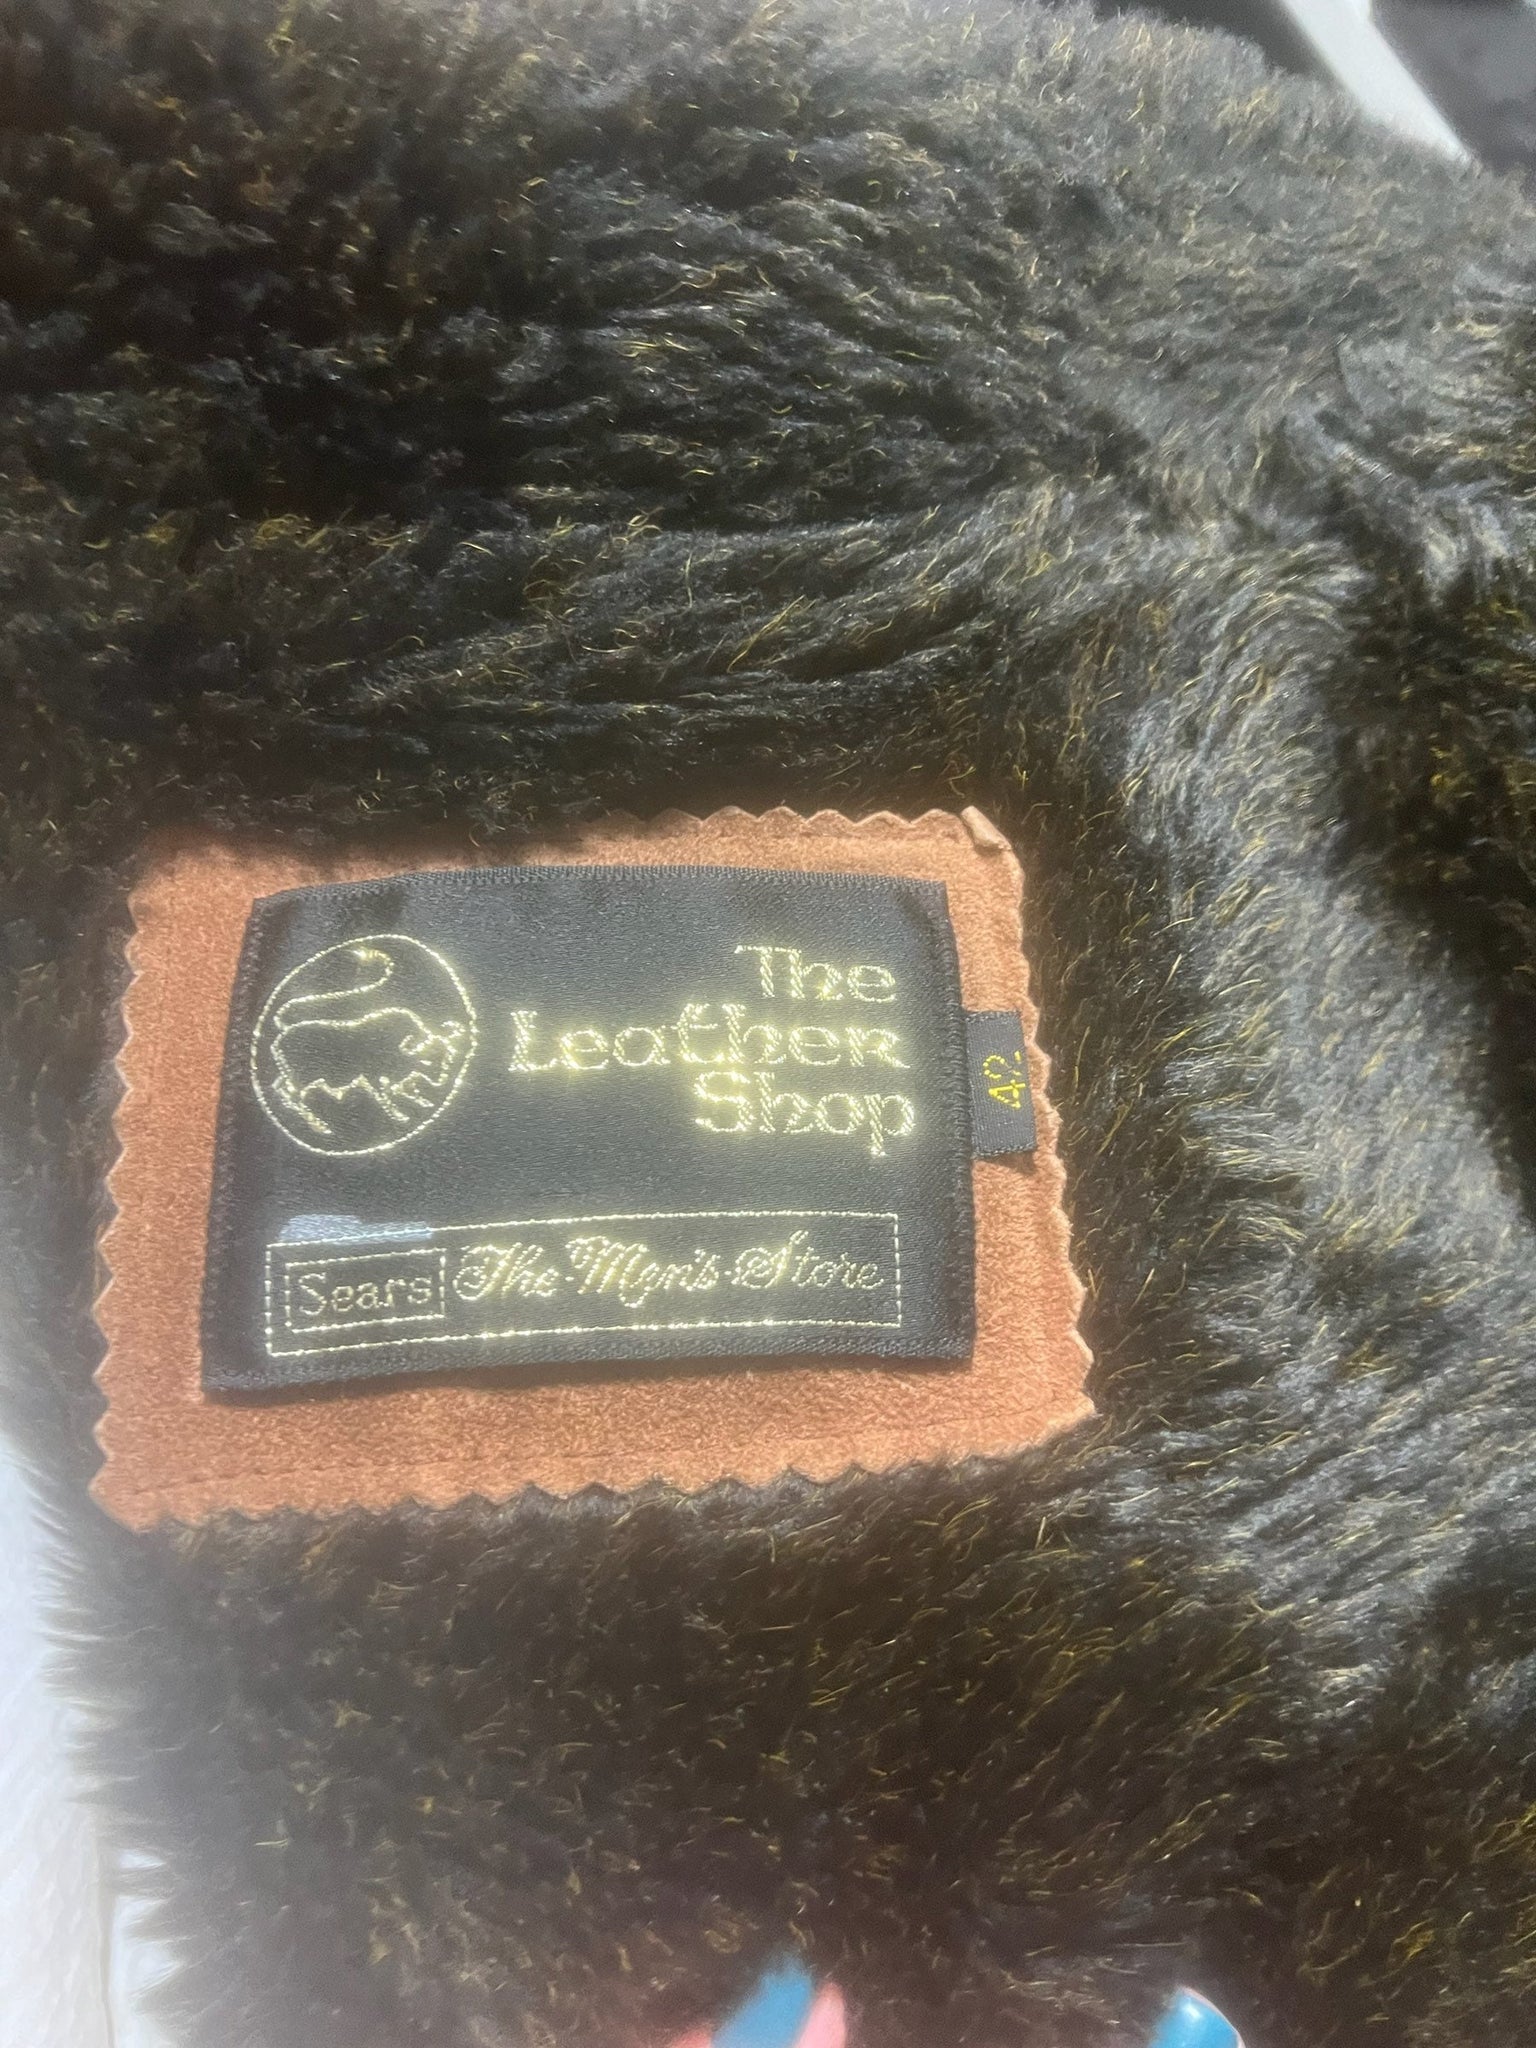 The
Leather
Shop
42
Sears The-Men's-Store